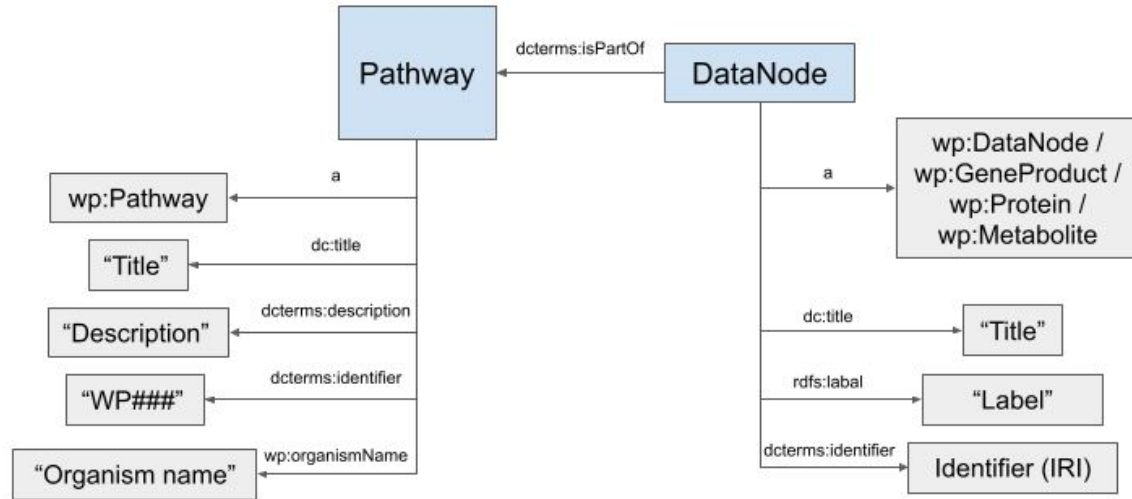 dcterms:isPartOf
Pathway
DataNode
a
wp:Pathway
dc:title
“Title”
dcterms:description
“Description”
dcterms:identifier
“WP###”
wp:organismName
“Organism name”
a
wp:DataNode /
wp:GeneProduct /
wp:Protein /
wp:Metabolite
dc:title
“Title”
rdfs:labal
“Label”
dcterms:identifier
Identifier (IRI)